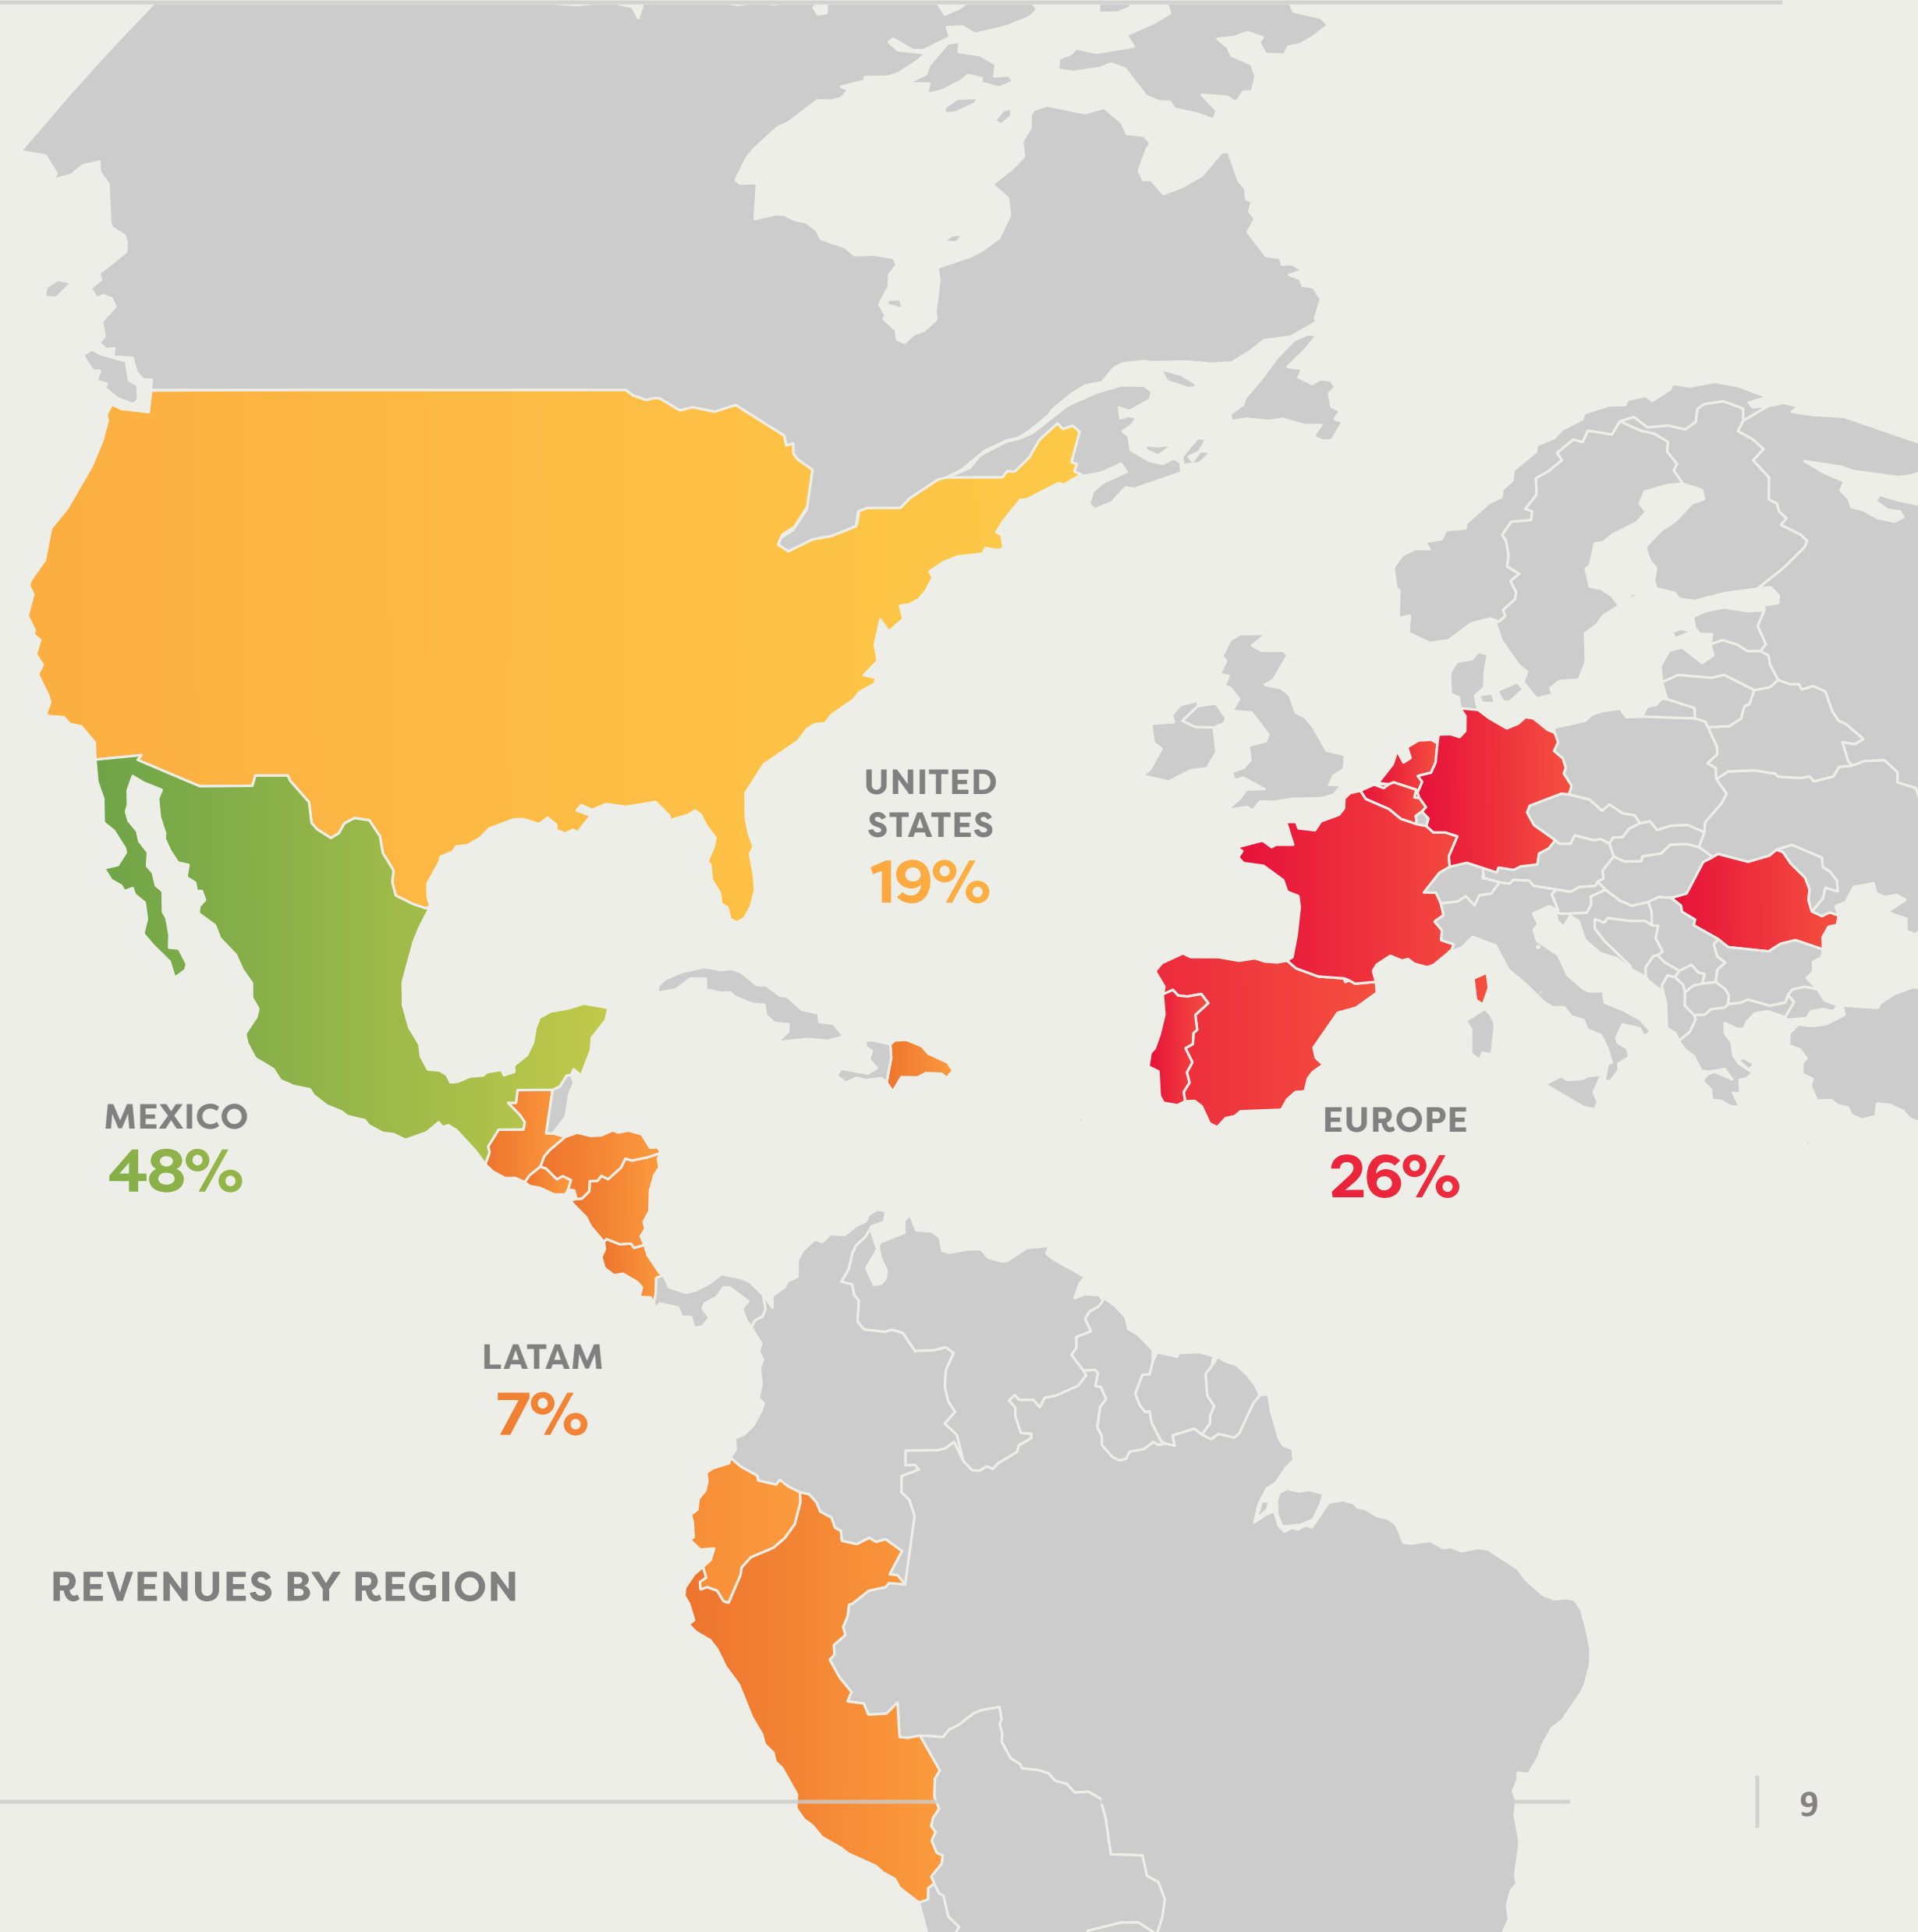 UNITED
STATES
19%
MEXICO
48%
EUROPE
26%
LATAM
7%
REVENUES BY REGION
9